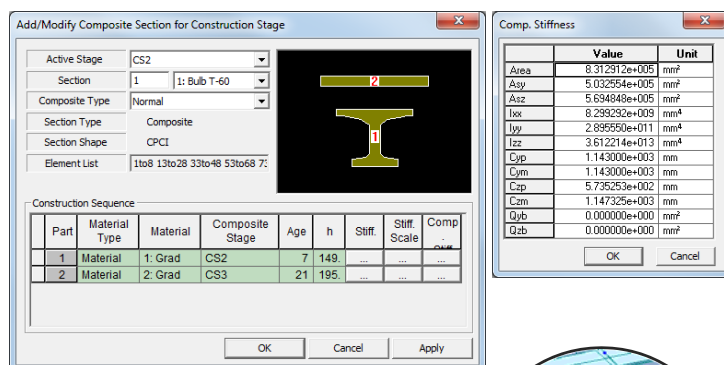 Add/Modify Composite Section for Construction Stage
Active Stage CS2
Section 1 1: Bulb T-60
Composite Type Normal
Section Type Composite
Section Shape CPCI
Element List 1to8 13to28 33to48 53to68 7
2
1
Construction Sequence
Part Material Type Material Composite Stage Age h Stiff. Stiff. Scale Comp.
1 Material 1: Grad CS2 7 149. ... ... ...
2 Material 2: Grad CS3 21 195. ... ... ...
OK Cancel Apply
Comp. Stiffness
Value Unit
Area 8.312912e+005 mm²
Asy 5.032554e+005 mm²
Asz 5.694848e+005 mm²
Ixx 8.299292e+009 mm⁴
Iyy 2.895550e+011 mm⁴
Izz 3.612214e+013 mm⁴
Cyp 1.143000e+003 mm
Cym 1.143000e+003 mm
Czp 5.735253e+002 mm
Czm 1.147325e+003 mm
Qyb 0.000000e+000 mm²
Qzb 0.000000e+000 mm²
OK Cancel